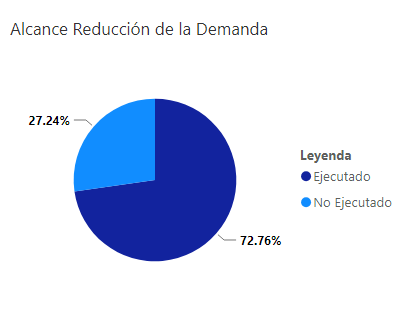 Alcance Reducción de la Demanda
27.24%
Leyenda
Ejecutado
No Ejecutado
72.76%